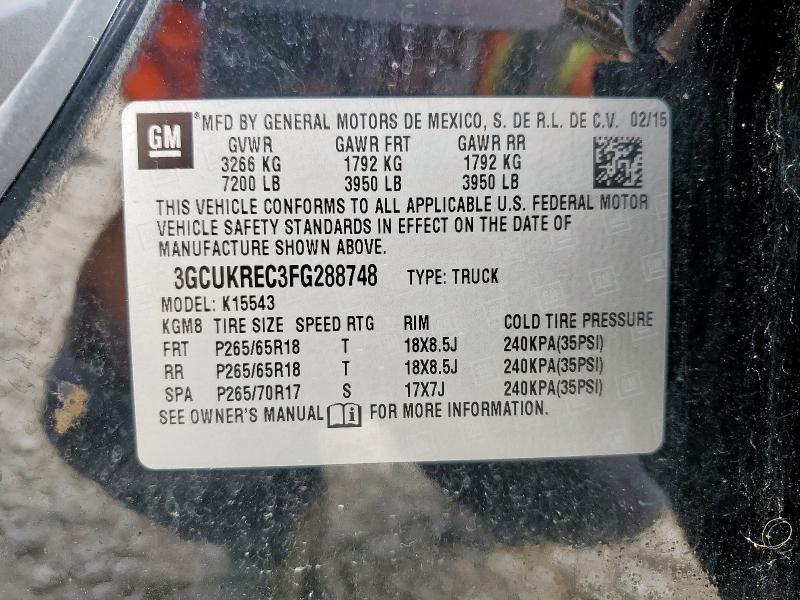 GM
®MFD BY GENERAL MOTORS DE MEXICO, S. DE R.L. DE C.V. 02/15
GVWR GAWR FRT GAWR RR
3266 KG 1792 KG 1792 KG
7200 LB 3950 LB 3950 LB
THIS VEHICLE CONFORMS TO ALL APPLICABLE U.S. FEDERAL MOTOR
VEHICLE SAFETY STANDARDS IN EFFECT ON THE DATE OF
MANUFACTURE SHOWN ABOVE.
3GCUKREC3FG288748 TYPE: TRUCK
MODEL: K15543
KGM8 TIRE SIZE SPEED RTG RIM COLD TIRE PRESSURE
FRT P265/65R18 T 18X8.5J 240KPA(35PSI)
RR P265/65R18 T 18X8.5J 240KPA(35PSI)
SPA P265/70R17 S 17X7J 240KPA(35PSI)
SEE OWNER'S MANUAL i FOR MORE INFORMATION.